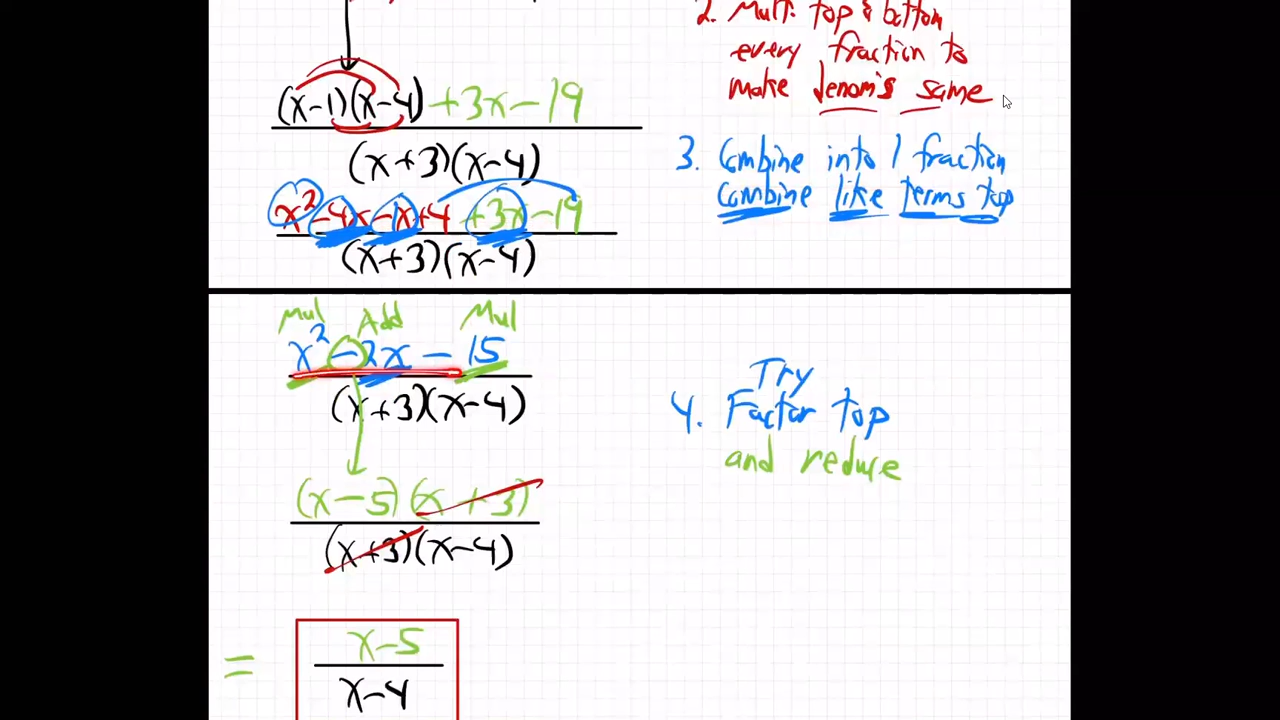 2. Mult. top & bottom
every fraction to
make denom's same
(x-1)(x-4) +3x-19
(x+3)(x-4)
3. Combine into 1 fraction
combine like terms top
x² -4x -1x +4 +3x -19
(x+3)(x-4)
Mul Add Mul
x² - 2x - 15
(x+3)(x-4)
Try
4. Factor top
and reduce
(x-5)(x+3)
(x+3)(x-4)
= x-5
x-4